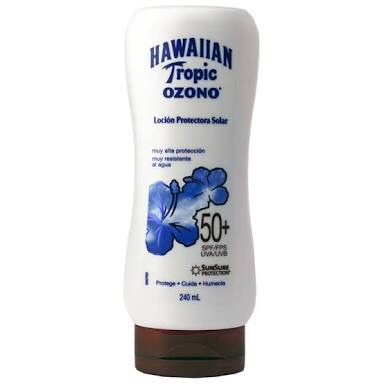 HAWAIIAN
Tropic
OZONO®
Loción Protectora Solar
muy alta protección
muy resistente
al agua
50+
SPF/FPS
UVA/UVB
SunSure
PROTECTION®
Protege • Cuida • Humecta
240 mL